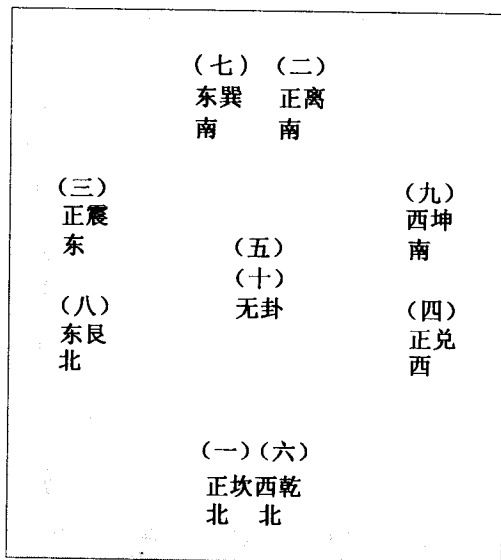 (七) (二)
东巽 正离
南 南
(三)
正震
东
(九)
西坤
南
(五)
(十)
无卦
(八)
东艮
北
(四)
正兑
西
(一)(六)
正坎西乾
北 北